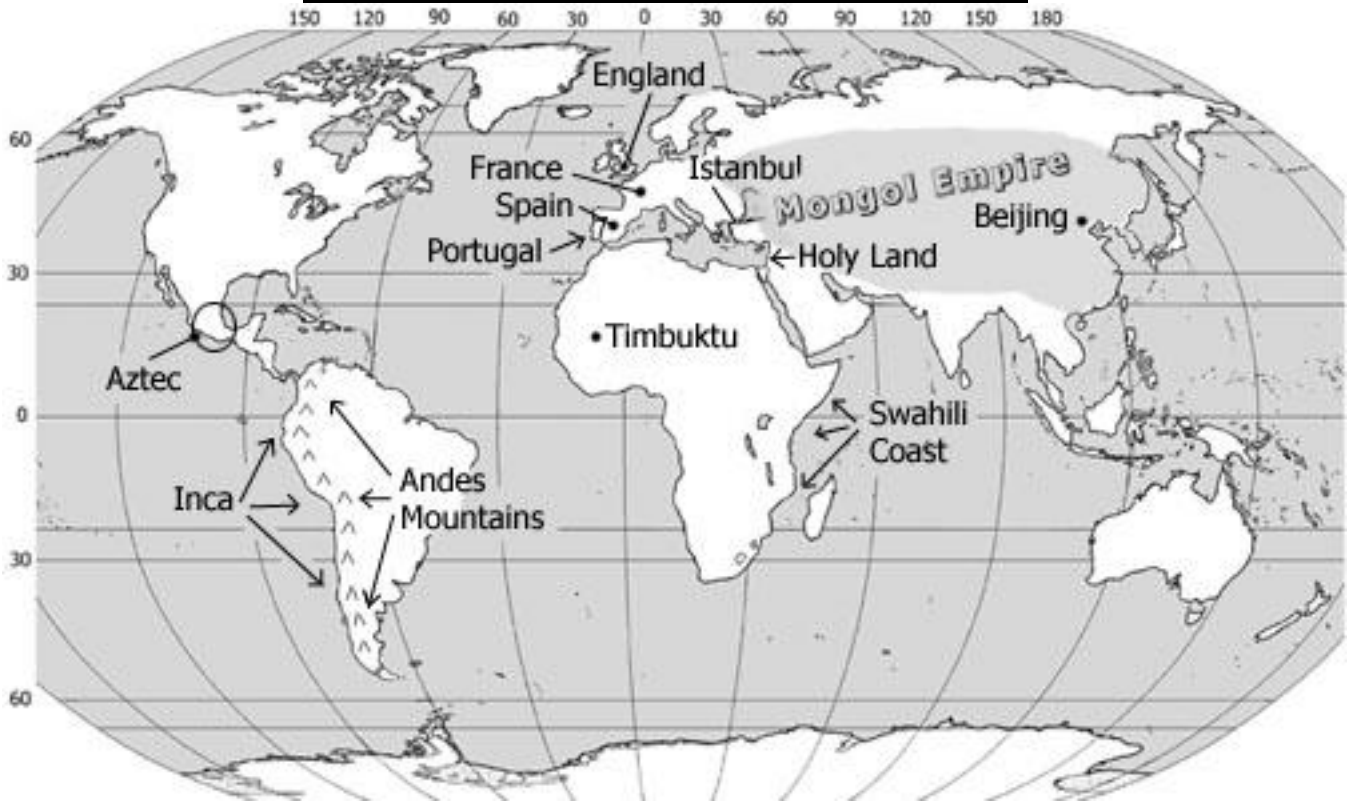 150 120 90 60 30 0 30 60 90 120 150 180
England
60
France
Istanbul
Mongol Empire
Spain
Beijing
Portugal
Holy Land
30
Timbuktu
Aztec
0
Swahili
Coast
Inca
Andes
Mountains
30
60